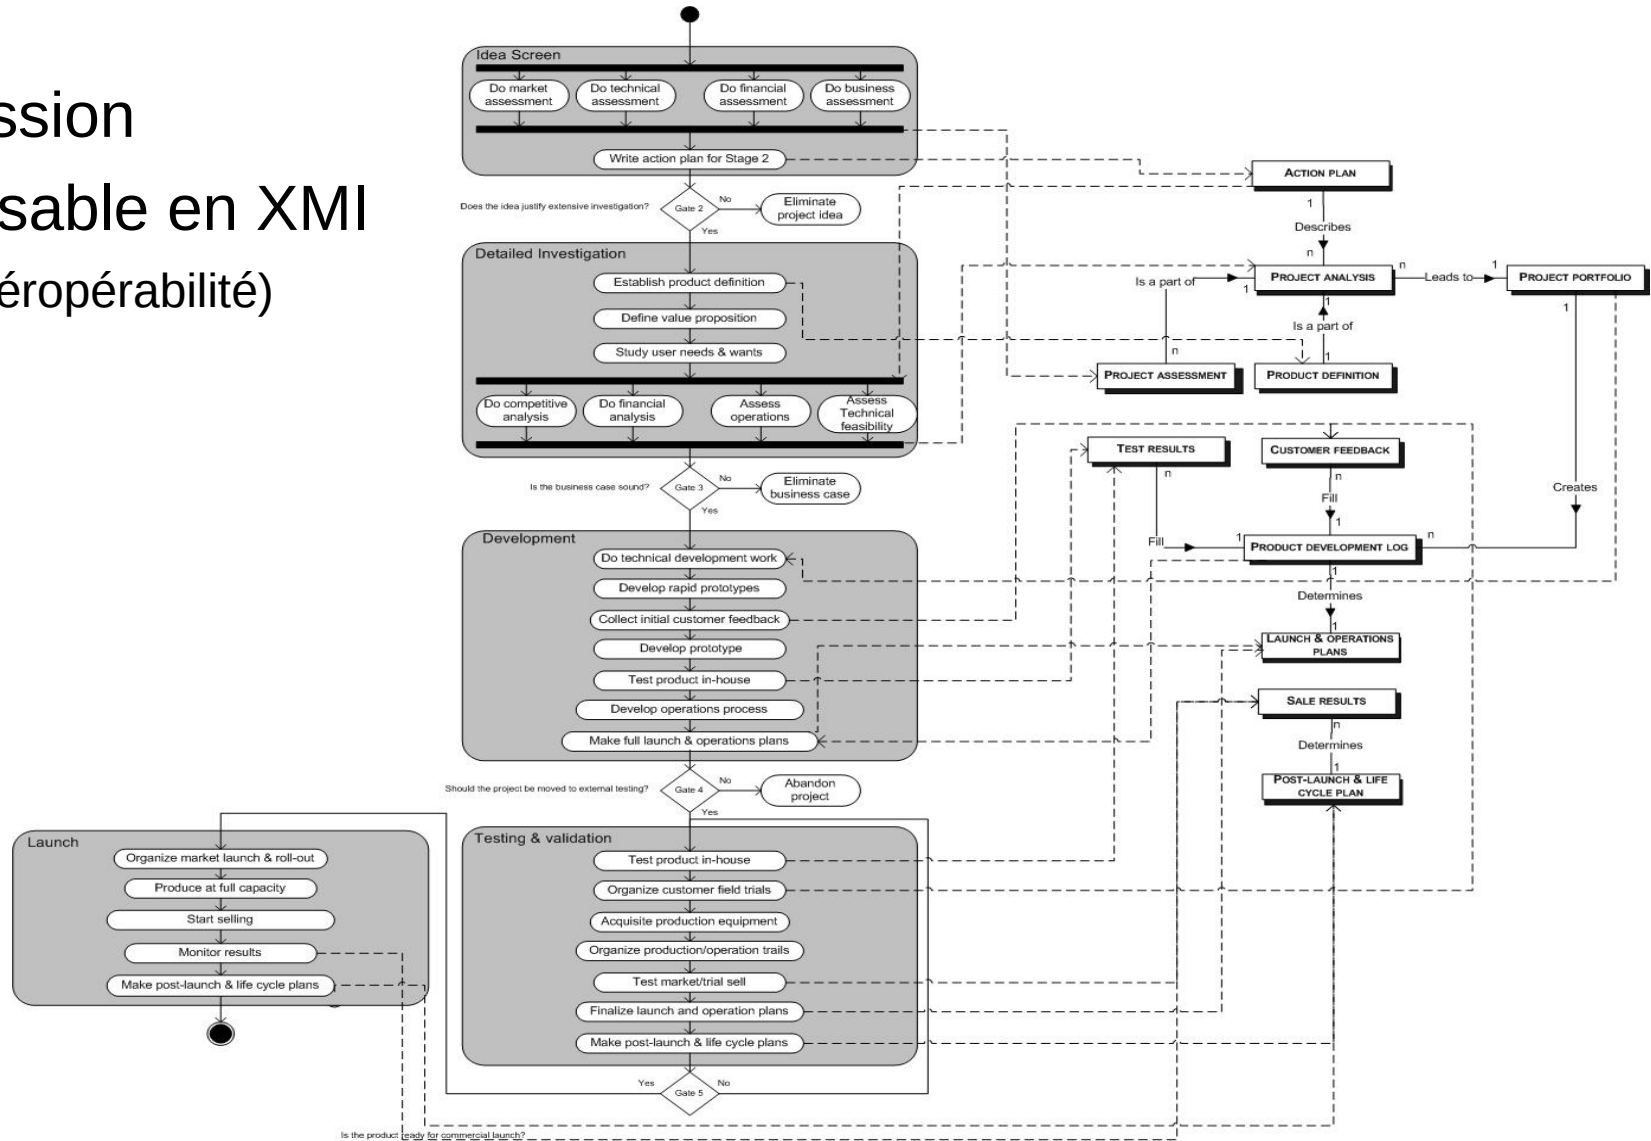 ssion
sable en XMI
éropérabilité)
Idea Screen
Do market
assessment
Do technical
assessment
Do financial
assessment
Do business
assessment
Write action plan for Stage 2
Does the idea justify extensive investigation?
Gate 2
No
Yes
Eliminate
project idea
Detailed Investigation
Establish product definition
Define value proposition
Study user needs & wants
Do competitive
analysis
Do financial
analysis
Assess
operations
Assess
Technical
feasibility
Is the business case sound?
Gate 3
No
Yes
Eliminate
business case
Development
Do technical development work
Develop rapid prototypes
Collect initial customer feedback
Develop prototype
Test product in-house
Develop operations process
Make full launch & operations plans
Should the project be moved to external testing?
Gate 4
No
Yes
Abandon
project
Testing & validation
Test product in-house
Organize customer field trials
Acquisite production equipment
Organize production/operation trails
Test market/trial sell
Finalize launch and operation plans
Make post-launch & life cycle plans
Yes
Gate 5
No
Is the product ready for commercial launch?
Launch
Organize market launch & roll-out
Produce at full capacity
Start selling
Monitor results
Make post-launch & life cycle plans
ACTION PLAN
1
Describes
n
PROJECT ANALYSIS
n
Leads to
1
PROJECT PORTFOLIO
Is a part of
1
n
1
Is a part of
1
PROJECT ASSESSMENT
PRODUCT DEFINITION
1
Creates
n
TEST RESULTS
n
Fill
1
CUSTOMER FEEDBACK
n
Fill
1
PRODUCT DEVELOPMENT LOG
1
Determines
1
LAUNCH & OPERATIONS
PLANS
SALE RESULTS
n
Determines
1
POST-LAUNCH & LIFE
CYCLE PLAN